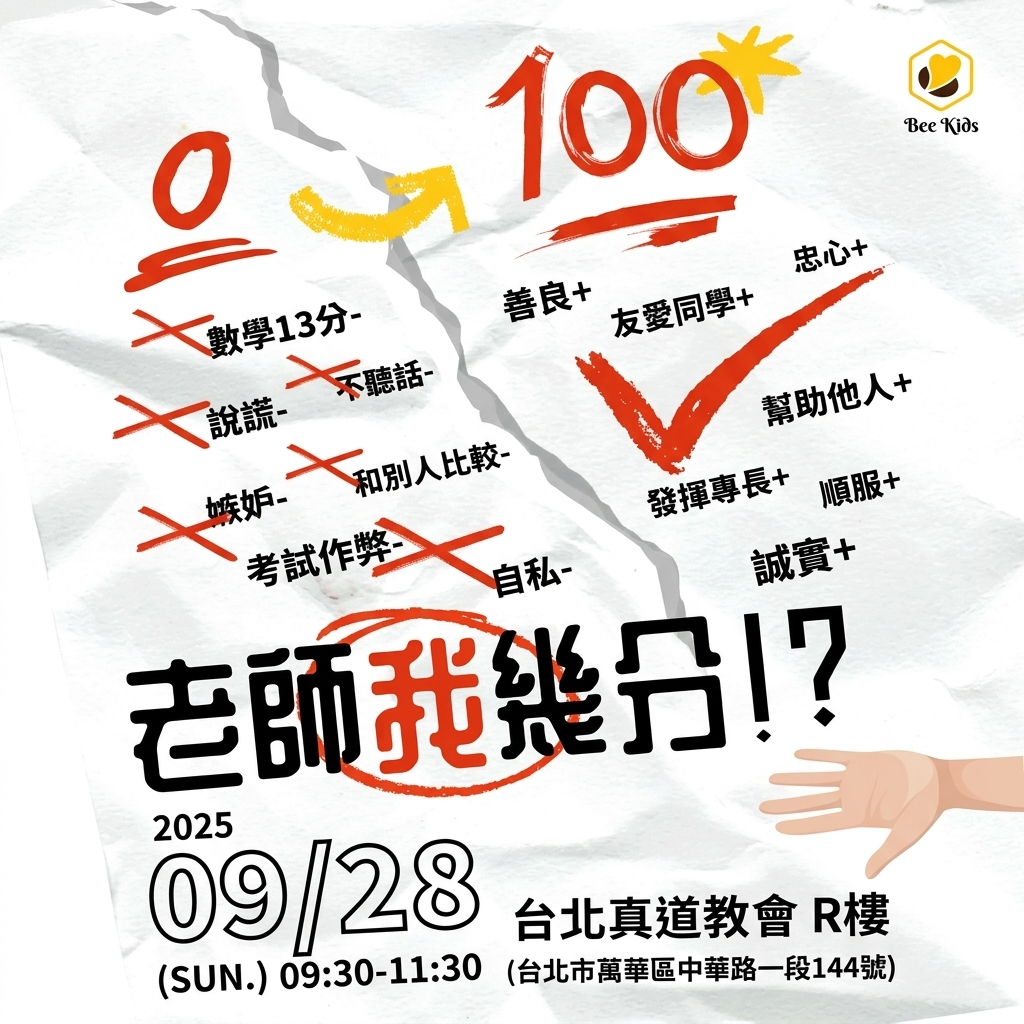 0
100
Bee Kids
數學13分-
不聽話-
說謊-
和別人比較-
嫉妒-
考試作弊-
自私-
忠心+
善良+
友愛同學+
幫助他人+
發揮專長+
順服+
誠實+
老師我幾分!?
2025
09/28
(SUN.) 09:30-11:30
台北真道教會 R樓
(台北市萬華區中華路一段144號)